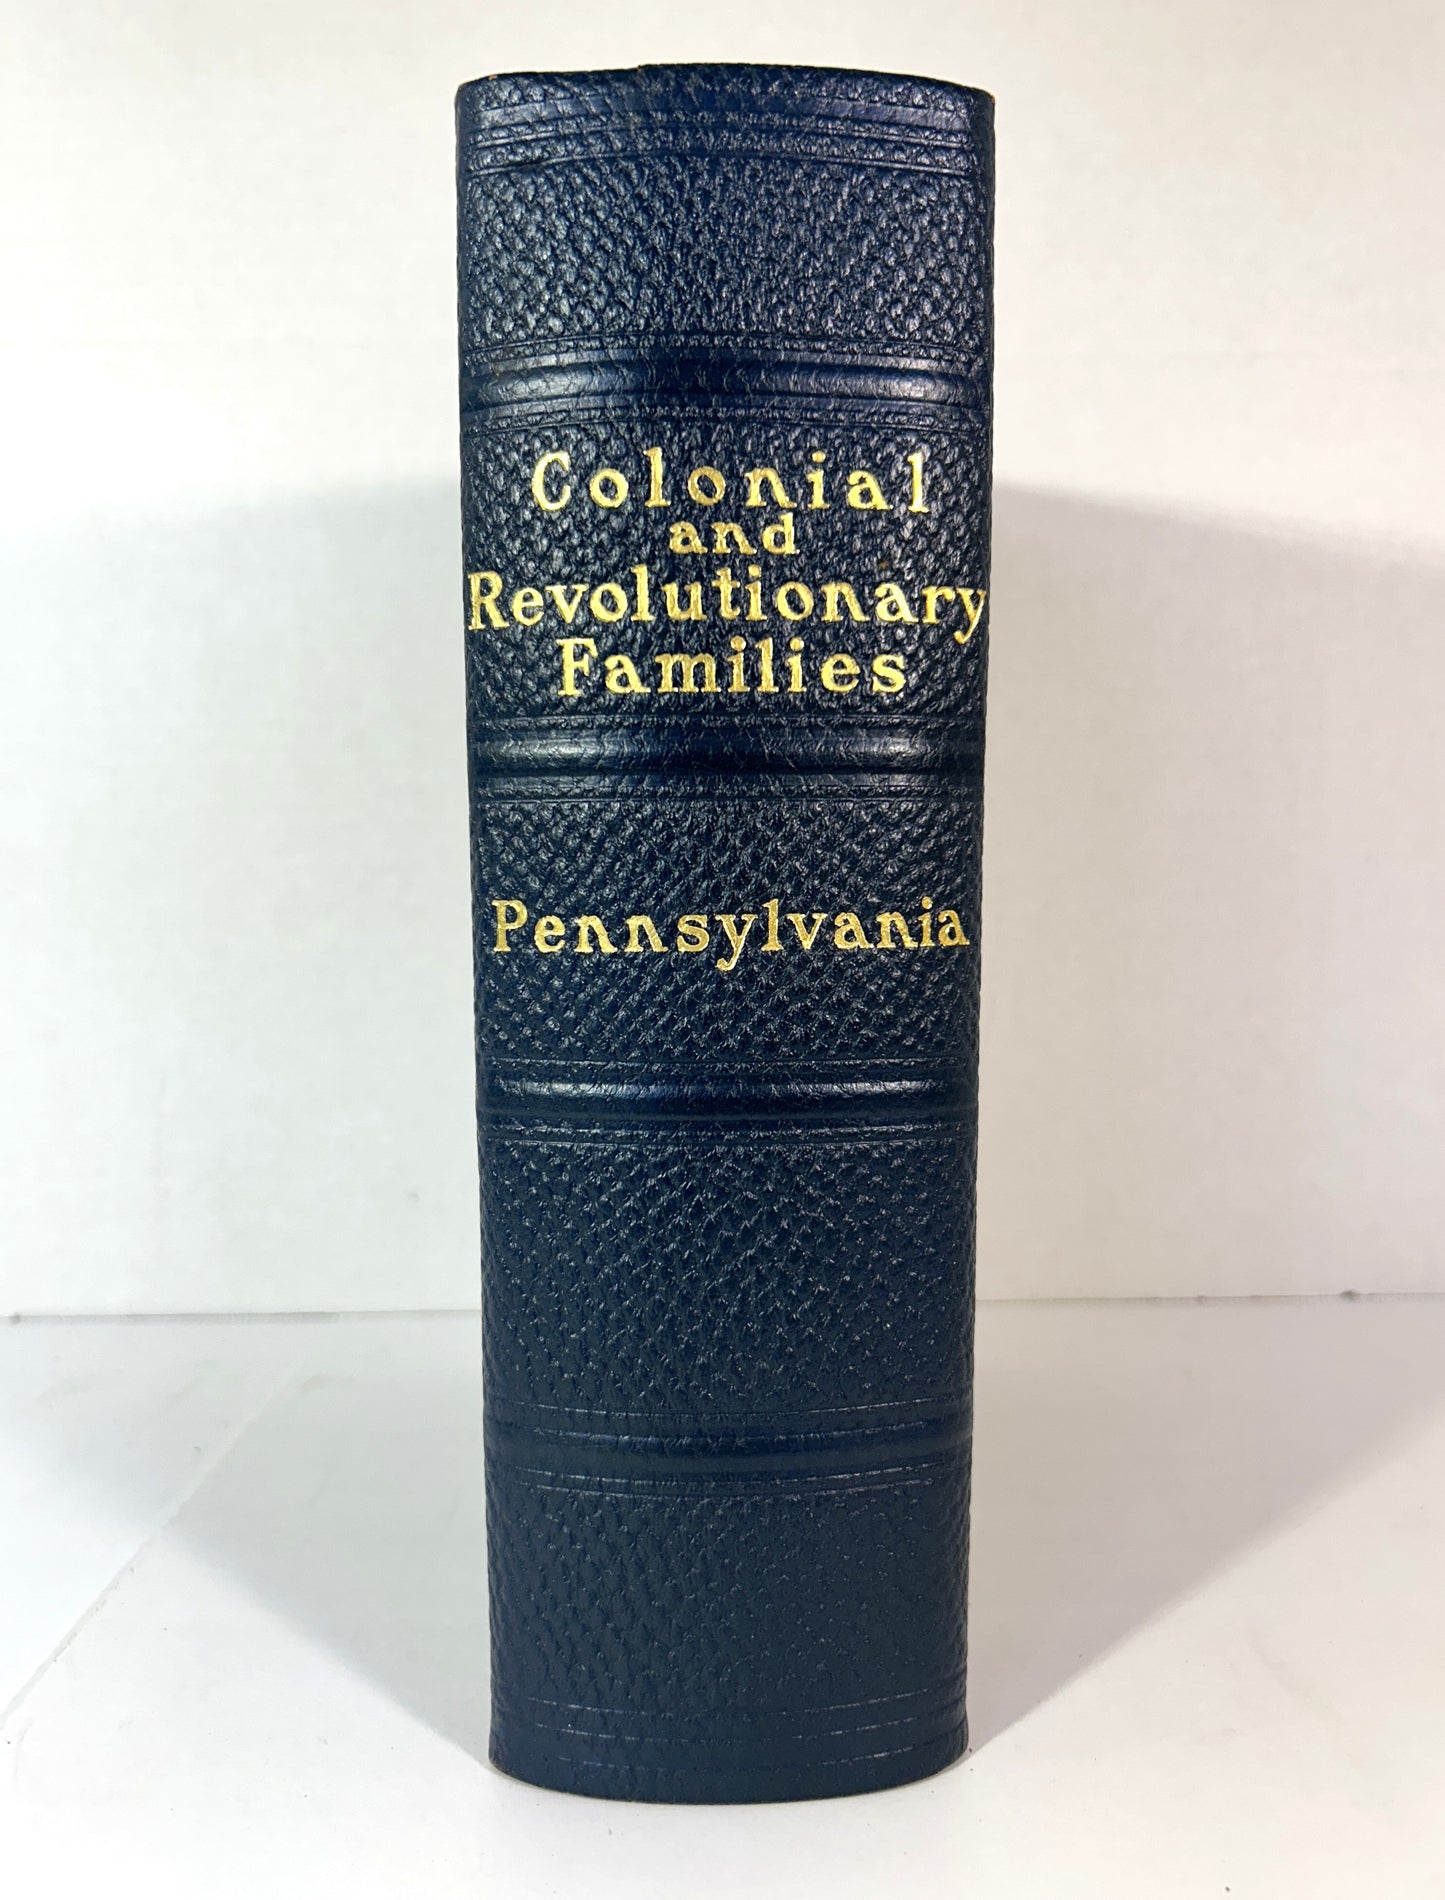 Colonial
and
Revolutionary
Families
Pennsylvania